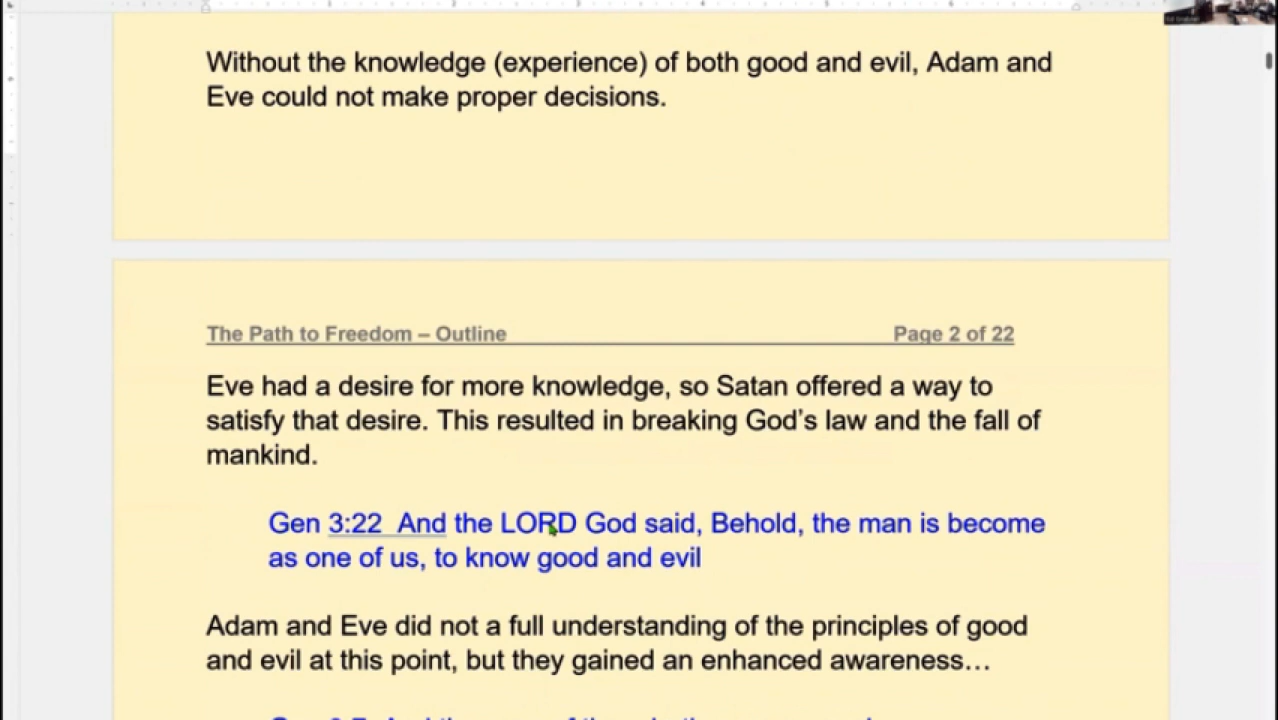 Without the knowledge (experience) of both good and evil, Adam and
Eve could not make proper decisions.
The Path to Freedom – Outline Page 2 of 22
Eve had a desire for more knowledge, so Satan offered a way to
satisfy that desire. This resulted in breaking God's law and the fall of
mankind.
Gen 3:22  And the LORD God said, Behold, the man is become
as one of us, to know good and evil
Adam and Eve did not a full understanding of the principles of good
and evil at this point, but they gained an enhanced awareness…